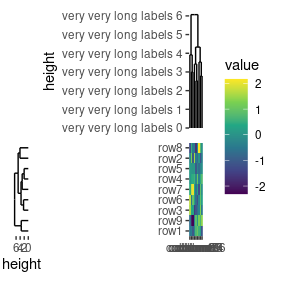 very very long labels 6
very very long labels 5
very very long labels 4
very very long labels 3
very very long labels 2
very very long labels 1
very very long labels 0
height
value
2
1
0
-1
-2
row8
row2
row5
row4
row7
row6
row3
row9
row1
6420
height